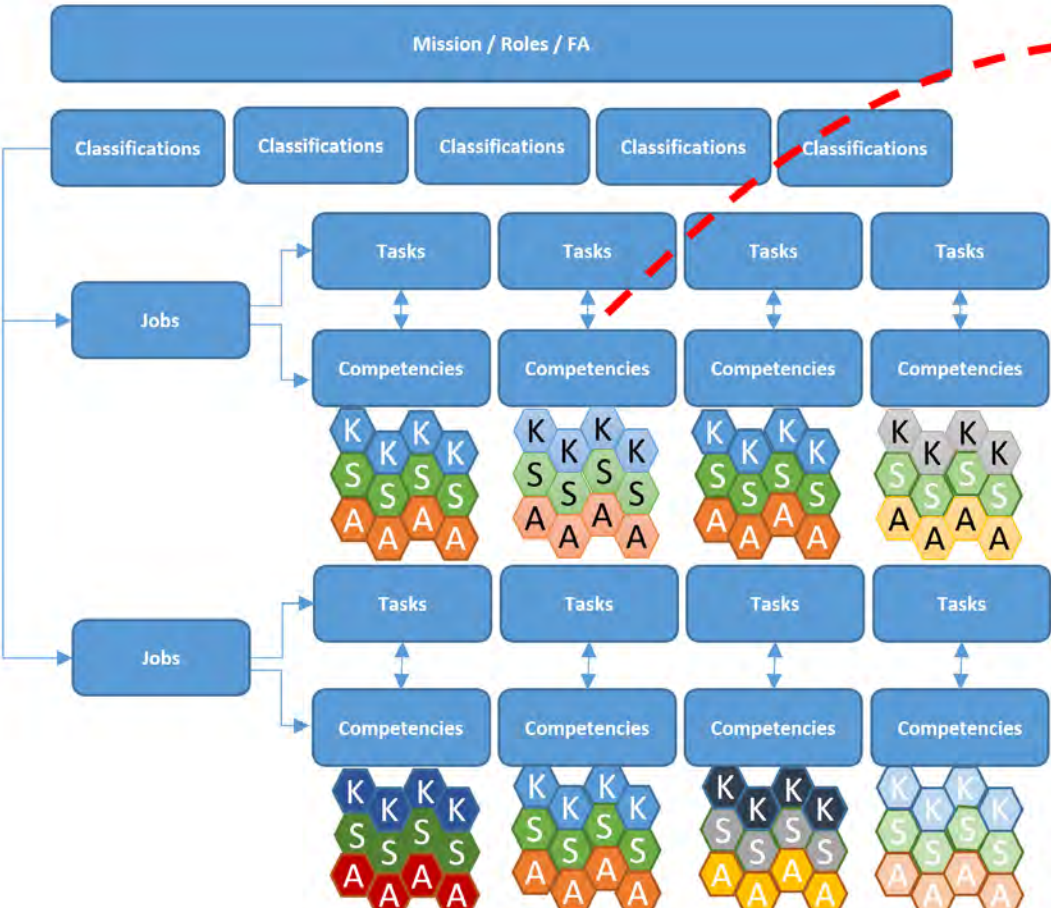 Mission / Roles / FA
Classifications Classifications Classifications Classifications Classifications
Tasks Tasks Tasks Tasks
Jobs
Competencies Competencies Competencies Competencies
K K K K K K K K K K K K K K K K
S S S S S S S S S S S S S S S S
A A A A A A A A A A A A A A A A
Tasks Tasks Tasks Tasks
Jobs
Competencies Competencies Competencies Competencies
K K K K K K K K K K K K K K K K
S S S S S S S S S S S S S S S S
A A A A A A A A A A A A A A A A